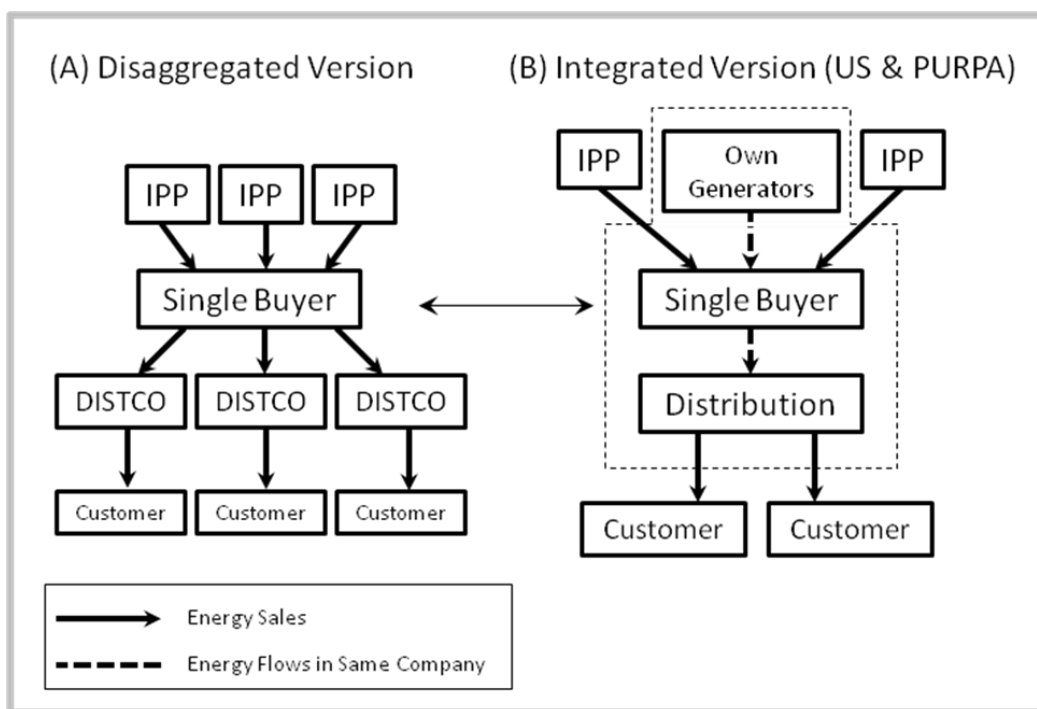 (A) Disaggregated Version
(B) Integrated Version (US & PURPA)
IPP
IPP
IPP
Single Buyer
DISTCO
DISTCO
DISTCO
Customer
Customer
Customer
IPP
Own
Generators
IPP
Single Buyer
Distribution
Customer
Customer
Energy Sales
Energy Flows in Same Company